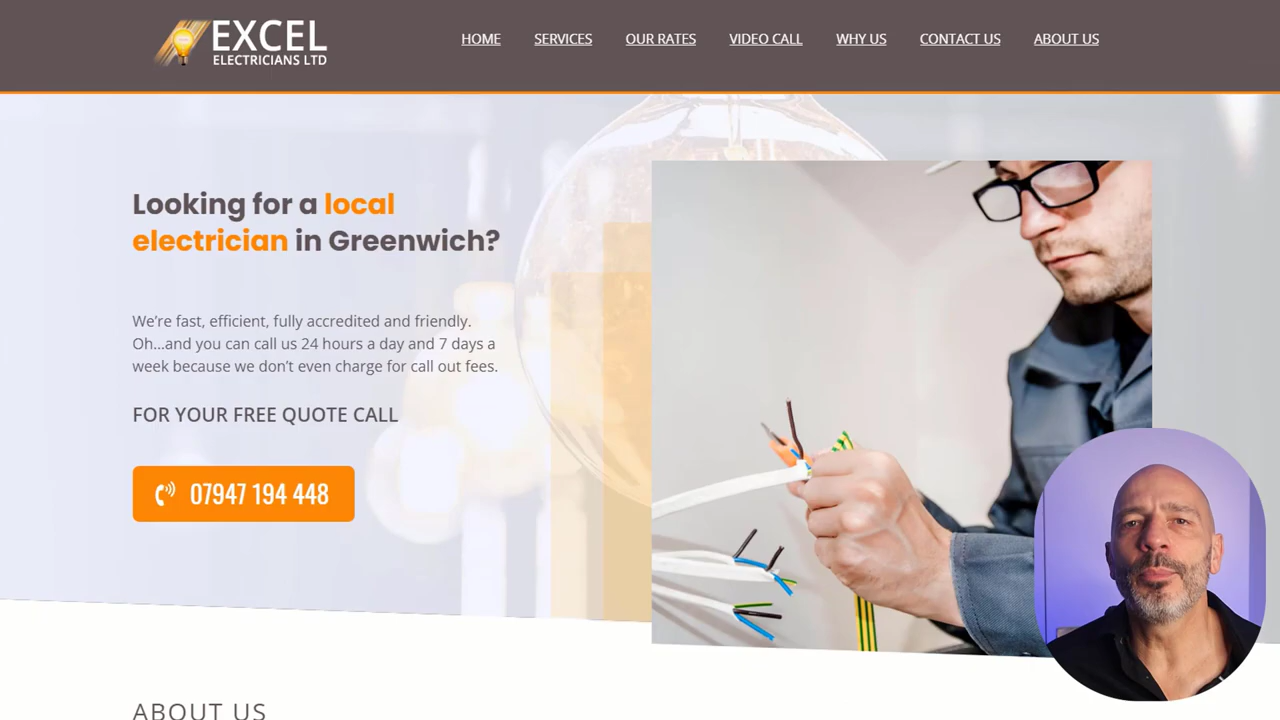 EXCEL
ELECTRICIANS LTD
HOME SERVICES OUR RATES VIDEO CALL WHY US CONTACT US ABOUT US
Looking for a local
electrician in Greenwich?
We’re fast, efficient, fully accredited and friendly.
Oh...and you can call us 24 hours a day and 7 days a
week because we don’t even charge for call out fees.
FOR YOUR FREE QUOTE CALL
07947 194 448
ABOUT US